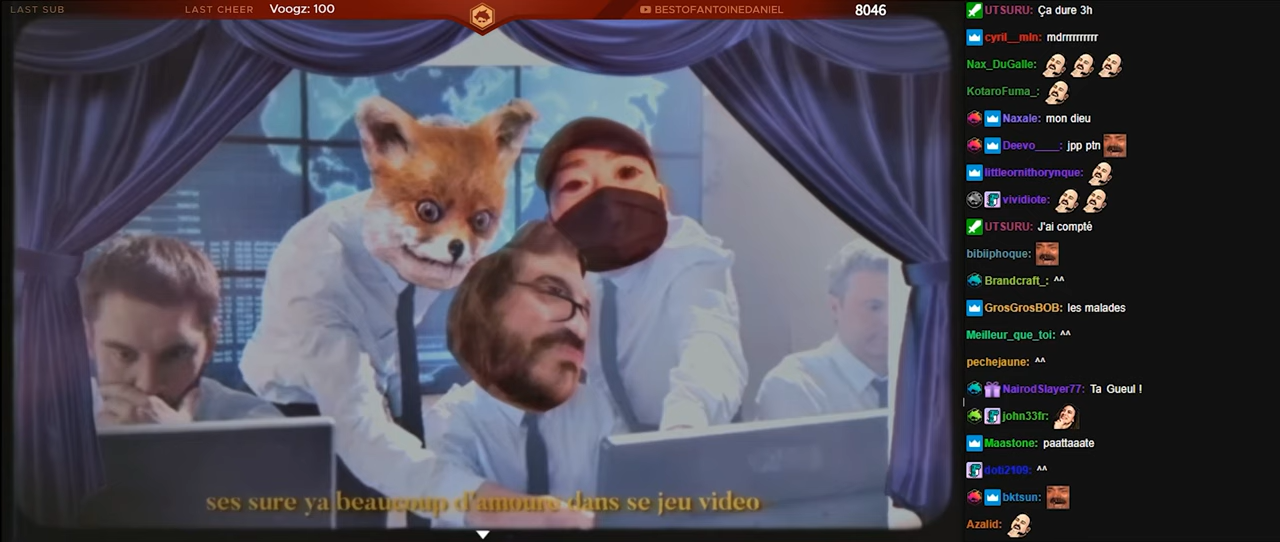 LAST SUB
LAST CHEER Voogz: 100
BESTOFANTOINEDANIEL
8046
ses sure ya beaucoup d'amoure dans se jeu video
UTSURU: Ça dure 3h
cyril__mln: mdrrrrrrrrr
Nax_DuGalle:
KotaroFuma_:
Naxale: mon dieu
Deevo____: jpp ptn
littleornithorynque:
vividiote:
UTSURU: J'ai compté
bibiiphoque:
Brandcraft_: ^^
GrosGrosBOB: les malades
Meilleur_que_toi: ^^
pechejaune: ^^
NairodSlayer77: Ta Gueul !
john33fr:
Maastone: paattaaate
doti2109: ^^
bktsun:
Azalid: